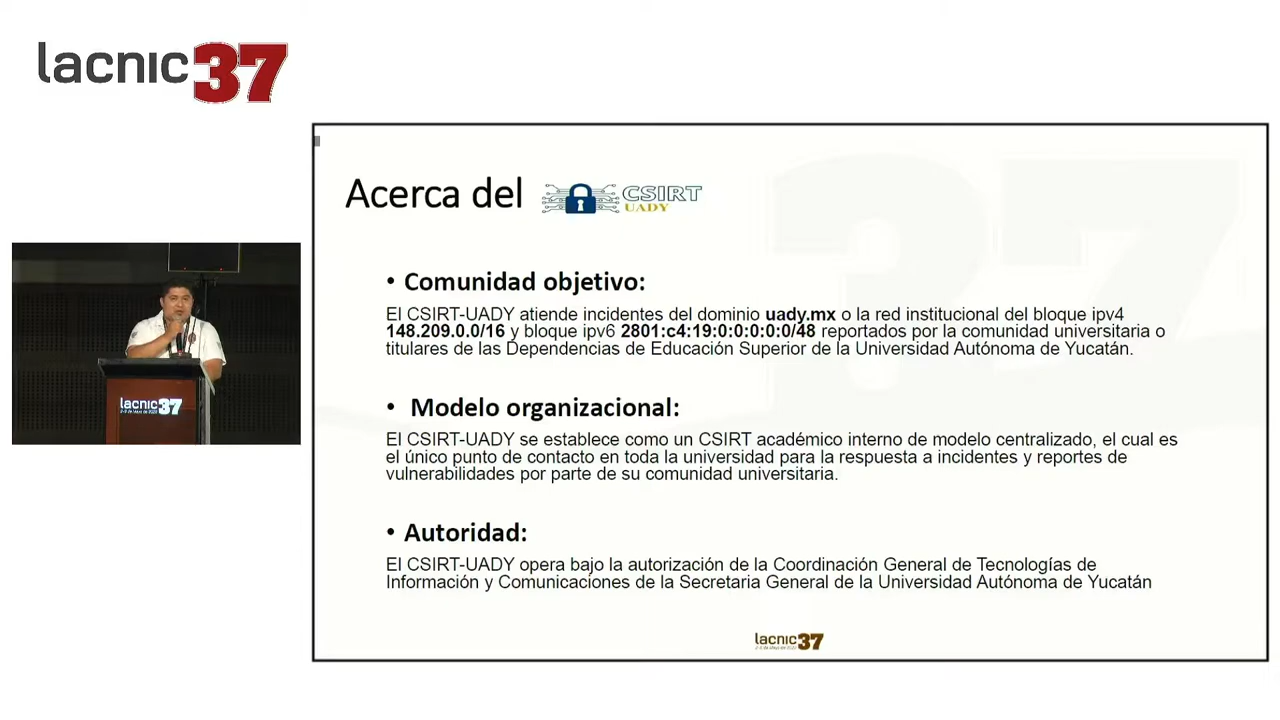 lacnic37
Acerca del CSIRT
UADY
• Comunidad objetivo:
El CSIRT-UADY atiende incidentes del dominio uady.mx o la red institucional del bloque ipv4
148.209.0.0/16 y bloque ipv6 2801:c4:19:0:0:0:0:0/48 reportados por la comunidad universitaria o
titulares de las Dependencias de Educación Superior de la Universidad Autónoma de Yucatán.
• Modelo organizacional:
El CSIRT-UADY se establece como un CSIRT académico interno de modelo centralizado, el cual es
el único punto de contacto en toda la universidad para la respuesta a incidentes y reportes de
vulnerabilidades por parte de su comunidad universitaria.
• Autoridad:
El CSIRT-UADY opera bajo la autorización de la Coordinación General de Tecnologías de
Información y Comunicaciones de la Secretaria General de la Universidad Autónoma de Yucatán
lacnic37
lacnic37